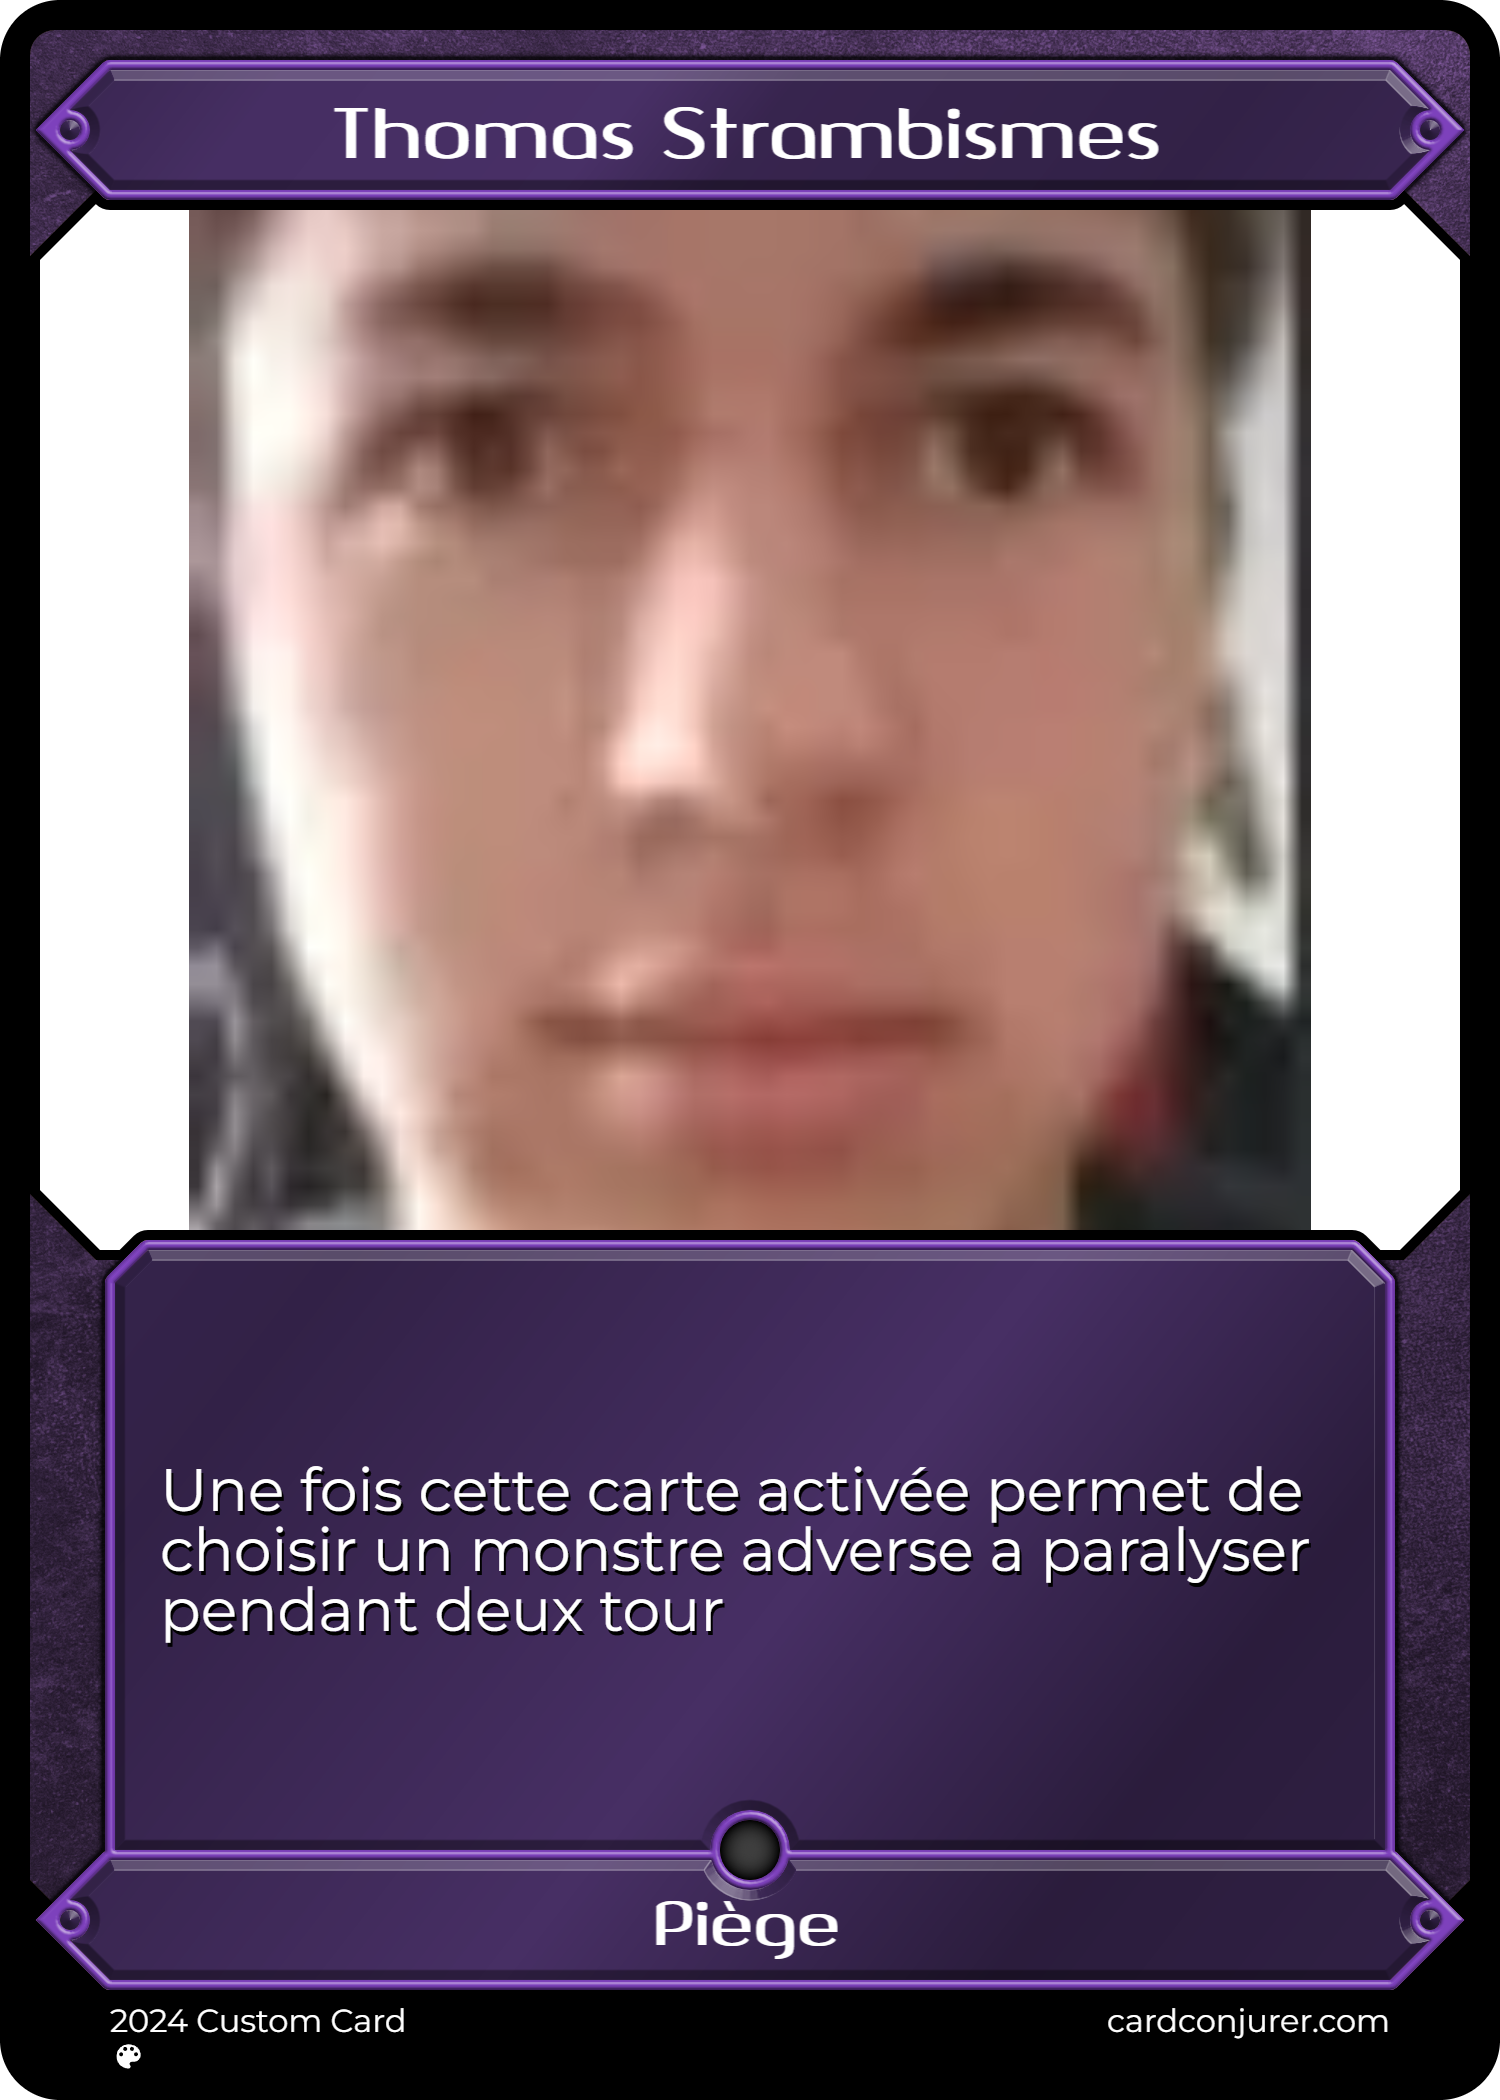 Thomas Strambismes
Une fois cette carte activée permet de
choisir un monstre adverse a paralyser
pendant deux tour
Piège
2024 Custom Card
cardconjurer.com